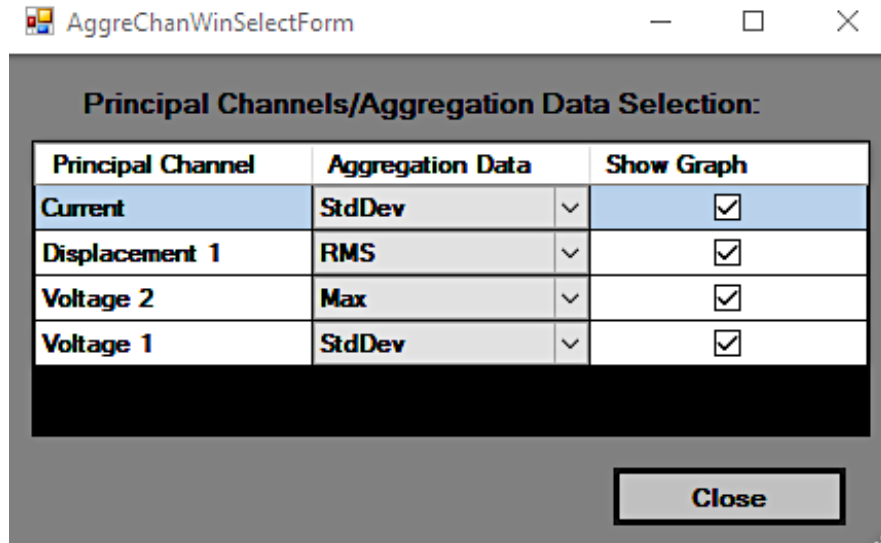 AggreChanWinSelectForm
Principal Channels/Aggregation Data Selection:
Principal Channel Aggregation Data Show Graph
Current StdDev
Displacement 1 RMS
Voltage 2 Max
Voltage 1 StdDev
Close